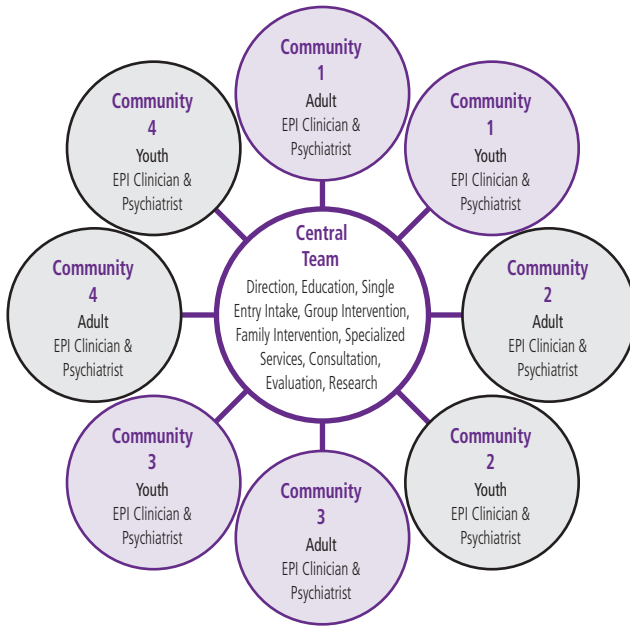 Community
1
Adult
EPI Clinician &
Psychiatrist
Community
1
Youth
EPI Clinician &
Psychiatrist
Community
2
Adult
EPI Clinician &
Psychiatrist
Community
2
Youth
EPI Clinician &
Psychiatrist
Community
3
Adult
EPI Clinician &
Psychiatrist
Community
3
Youth
EPI Clinician &
Psychiatrist
Community
4
Adult
EPI Clinician &
Psychiatrist
Community
4
Youth
EPI Clinician &
Psychiatrist
Central
Team
Direction, Education, Single
Entry Intake, Group Intervention,
Family Intervention, Specialized
Services, Consultation,
Evaluation, Research